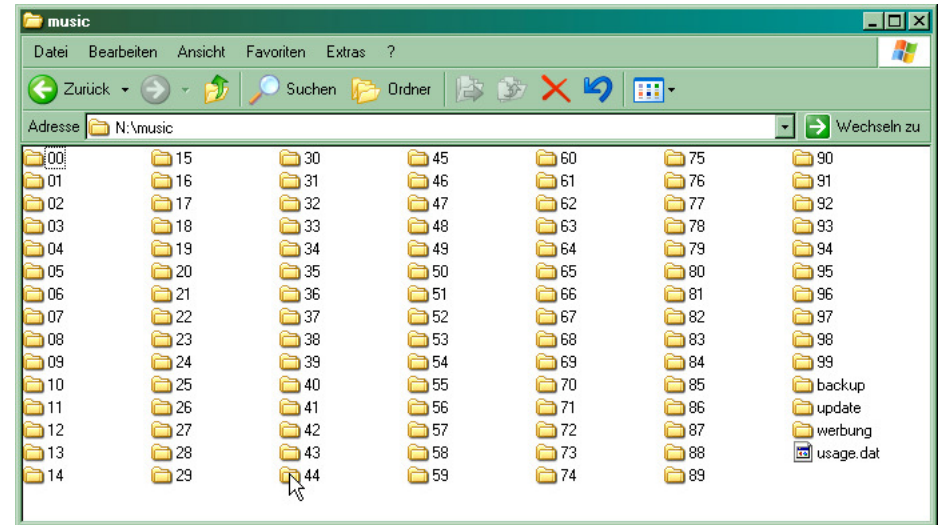 music
Datei Bearbeiten Ansicht Favoriten Extras ?
Zurück Suchen Ordner
Adresse N:\music Wechseln zu
00 15 30 45 60 75 90
01 16 31 46 61 76 91
02 17 32 47 62 77 92
03 18 33 48 63 78 93
04 19 34 49 64 79 94
05 20 35 50 65 80 95
06 21 36 51 66 81 96
07 22 37 52 67 82 97
08 23 38 53 68 83 98
09 24 39 54 69 84 99
10 25 40 55 70 85 backup
11 26 41 56 71 86 update
12 27 42 57 72 87 werbung
13 28 43 58 73 88 usage.dat
14 29 44 59 74 89